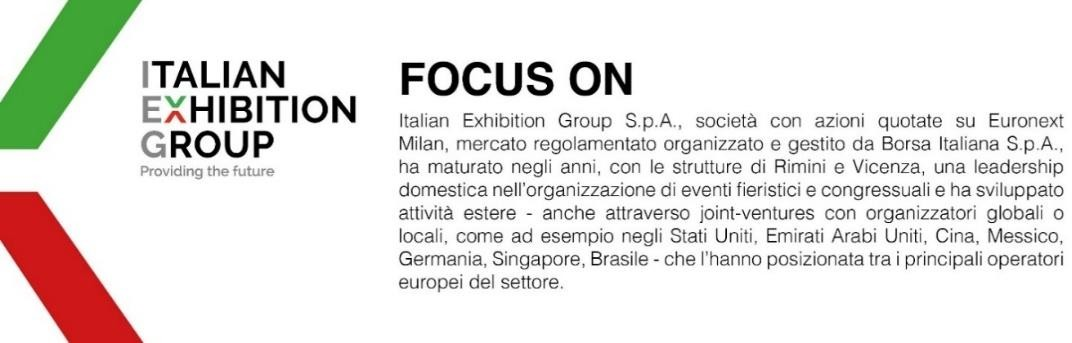 ITALIAN
EXHIBITION
GROUP
Providing the future
FOCUS ON
Italian Exhibition Group S.p.A., società con azioni quotate su Euronext
Milan, mercato regolamentato organizzato e gestito da Borsa Italiana S.p.A.,
ha maturato negli anni, con le strutture di Rimini e Vicenza, una leadership
domestica nell'organizzazione di eventi fieristici e congressuali e ha sviluppato
attività estere - anche attraverso joint-ventures con organizzatori globali o
locali, come ad esempio negli Stati Uniti, Emirati Arabi Uniti, Cina, Messico,
Germania, Singapore, Brasile - che l'hanno posizionata tra i principali operatori
europei del settore.